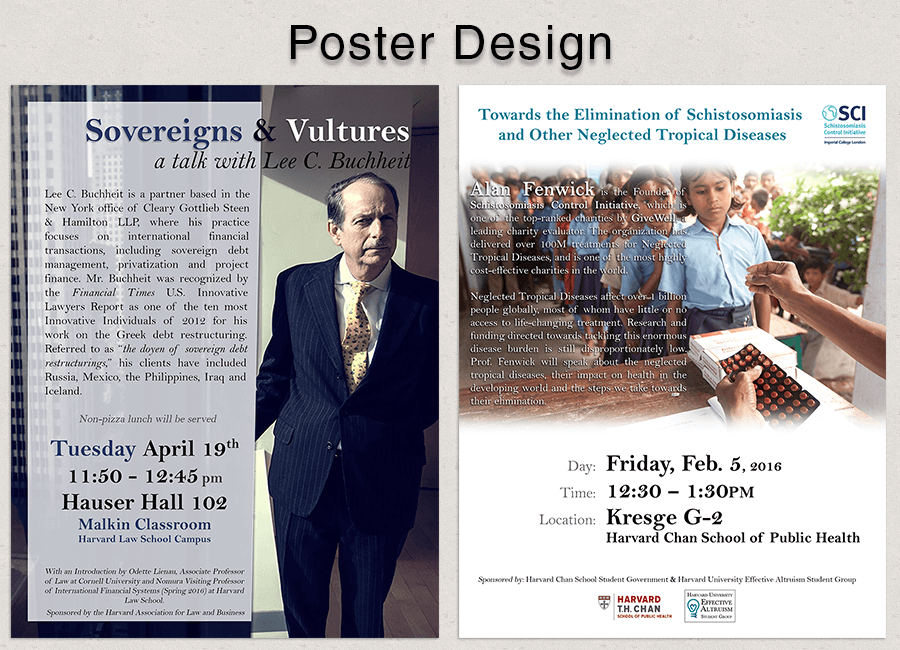 Poster Design
Sovereigns & Vultures
a talk with Lee C. Buchheit
Lee C. Buchheit is a partner based in the
New York office of Cleary Gottlieb Steen
& Hamilton LLP, where his practice
focuses on international financial
transactions, including sovereign debt
management, privatization and project
finance. Mr. Buchheit was recognized by
the Financial Times U.S. Innovative
Lawyers Report as one of the ten most
Innovative Individuals of 2012 for his
work on the Greek debt restructuring.
Referred to as "the doyen of sovereign debt
restructurings," his clients have included
Russia, Mexico, the Philippines, Iraq and
Iceland.
Non-pizza lunch will be served
Tuesday April 19th
11:50 - 12:45 pm
Hauser Hall 102
Malkin Classroom
Harvard Law School Campus
With an Introduction by Odette Lienau, Associate Professor
of Law at Cornell University and Nomura Visiting Professor
of International Financial Systems (Spring 2016) at Harvard
Law School.
Sponsored by the Harvard Association for Law and Business
Towards the Elimination of Schistosomiasis
and Other Neglected Tropical Diseases
SCI
Schistosomiasis
Control Initiative
Imperial College London
Alan Fenwick is the Founder of
Schistosomiasis Control Initiative, which is
one of the top-ranked charities by GiveWell, a
leading charity evaluator. The organization has
delivered over 100M treatments for Neglected
Tropical Diseases, and is one of the most highly
cost-effective charities in the world.
Neglected Tropical Diseases affect over 1 billion
people globally, most of whom have little or no
access to life-changing treatment. Research and
funding directed towards tackling this enormous
disease burden is still disproportionately low.
Prof. Fenwick will speak about the neglected
tropical diseases, their impact on health in the
developing world and the steps we take towards
their elimination.
Day: Friday, Feb. 5, 2016
Time: 12:30 – 1:30PM
Location: Kresge G-2
Harvard Chan School of Public Health
Sponsored by: Harvard Chan School Student Government & Harvard University Effective Altruism Student Group
HARVARD
T.H. CHAN
SCHOOL OF PUBLIC HEALTH
HARVARD UNIVERSITY
EFFECTIVE
ALTRUISM
STUDENT GROUP